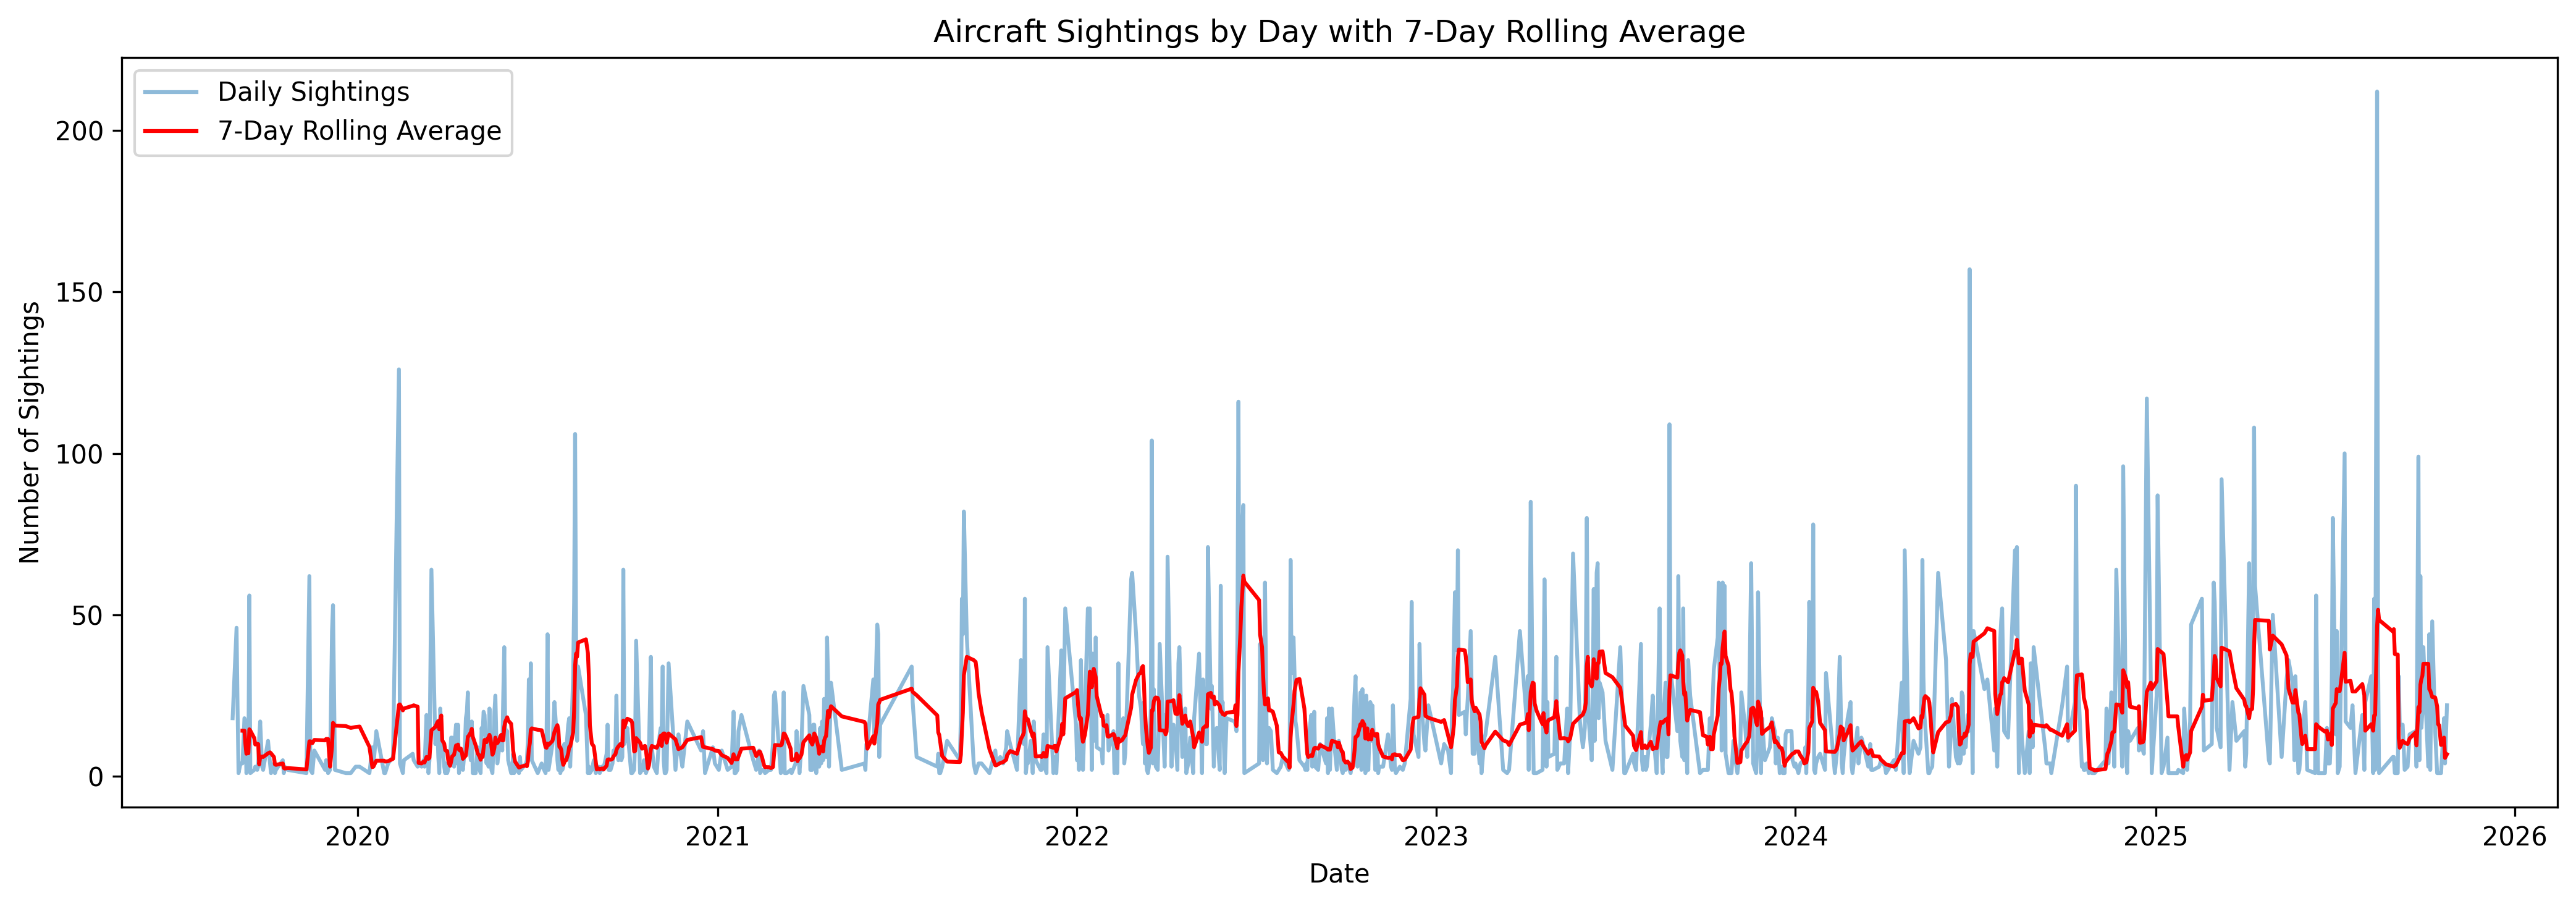 Aircraft Sightings by Day with 7-Day Rolling Average
Daily Sightings
7-Day Rolling Average
Number of Sightings
200
150
100
50
0
2020 2021 2022 2023 2024 2025 2026
Date